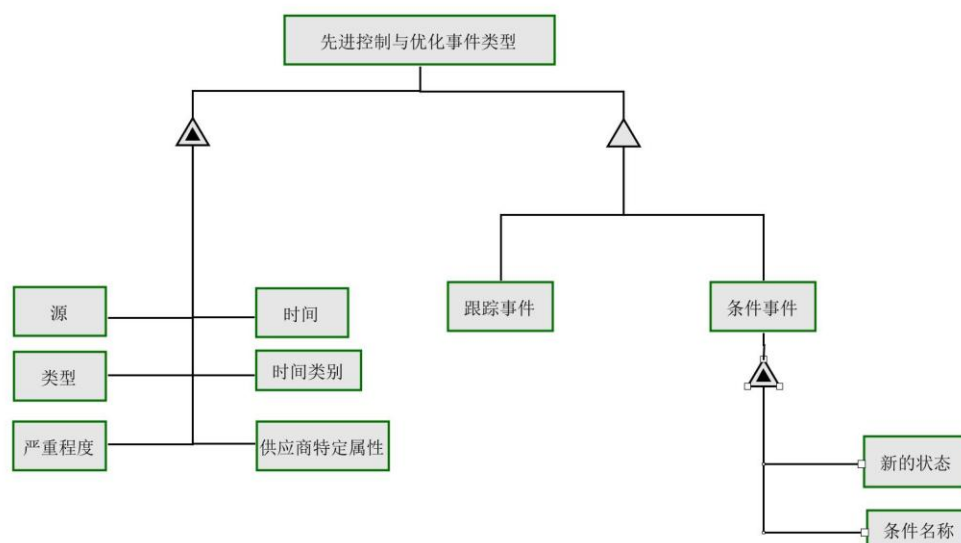 先进控制与优化事件类型
源
时间
跟踪事件
条件事件
类型
时间类别
严重程度
供应商特定属性
新的状态
条件名称